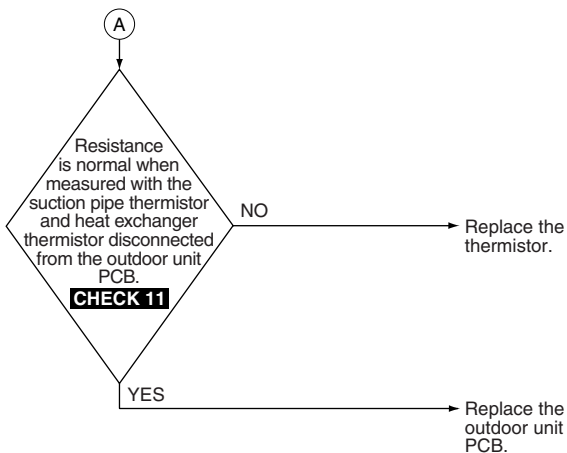 A
Resistance
is normal when
measured with the
suction pipe thermistor
and heat exchanger
thermistor disconnected
from the outdoor unit
PCB.
CHECK 11
NO
Replace the
thermistor.
YES
Replace the
outdoor unit
PCB.